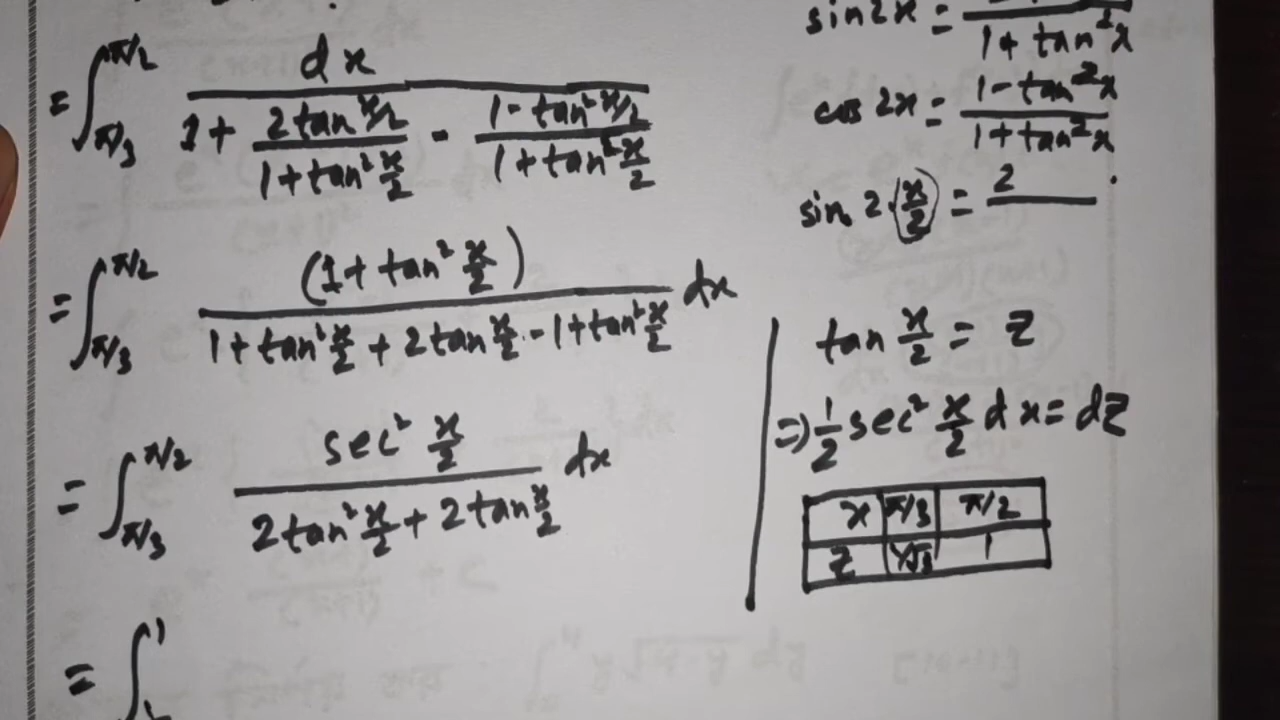 = ∫_{π/3}^{π/2} dx / (1 + (2tan x/2)/(1+tan² x/2) - (1-tan² x/2)/(1+tan² x/2))
= ∫_{π/3}^{π/2} (1+tan² x/2) / (1+tan² x/2 + 2tan x/2 - 1+tan² x/2) dx
= ∫_{π/3}^{π/2} sec² x/2 / (2tan² x/2 + 2tan x/2) dx
= ∫^{1}
sin2x = / (1+tan²x)
cos 2x = (1-tan²x) / (1+tan²x)
sin 2·(x/2) = 2/
tan x/2 = z
⇒ 1/2 sec² x/2 dx = dz
x π/3 π/2
z 1/√3 1